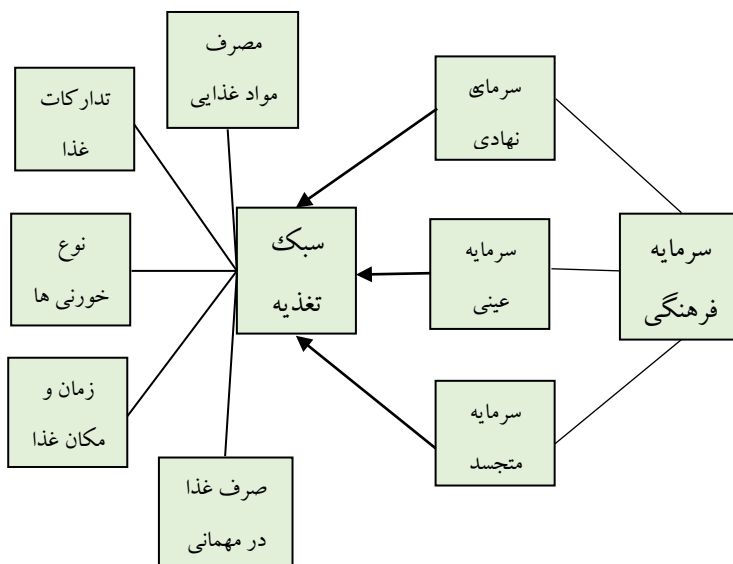 سرمایه
فرهنگی
سرمای
نهادی
سرمایه
عینی
سرمایه
متجسد
سبک
تغذیه
مصرف
مواد غذایی
تدارکات
غذا
نوع
خورنی ها
زمان و
مکان غذا
صرف غذا
در مهمانی